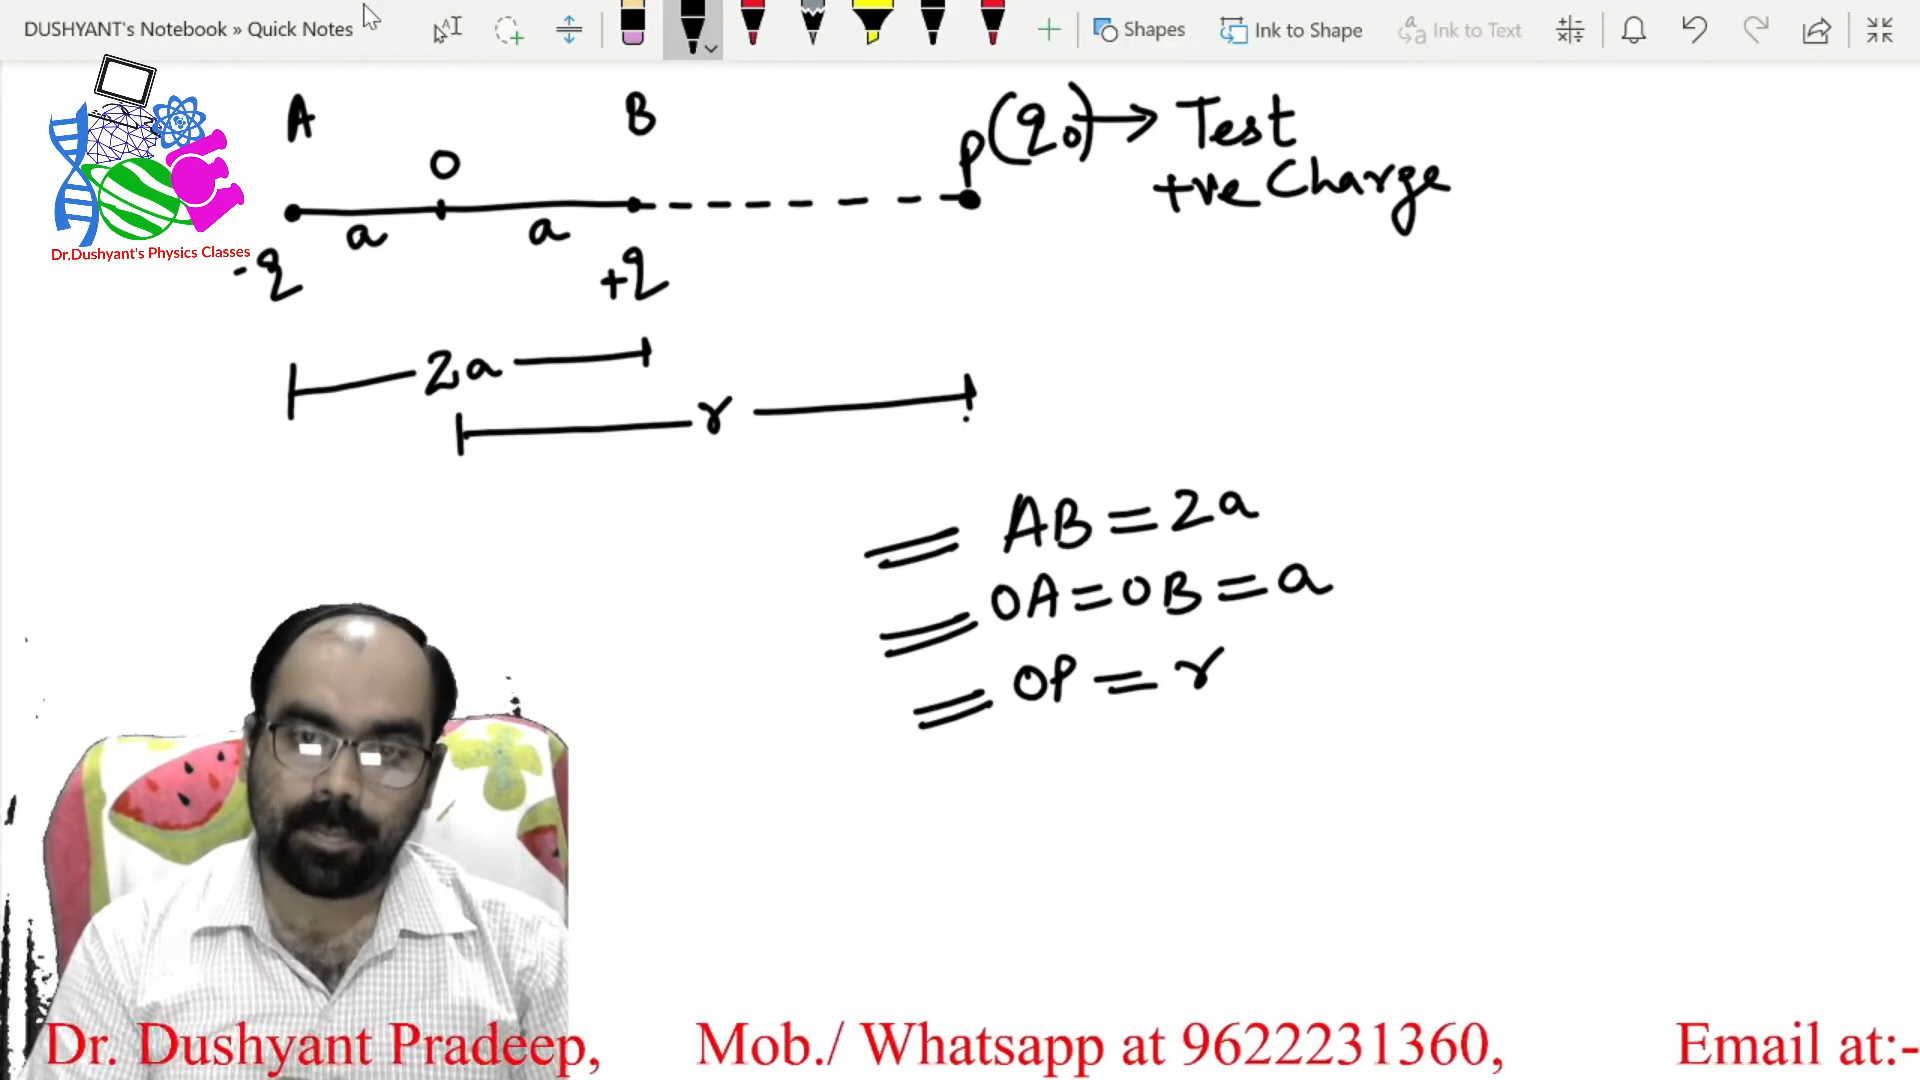 DUSHYANT's Notebook » Quick Notes
Shapes
Ink to Shape
Ink to Text
A
B
P (q₀) → Test
+ve Charge
O
a
a
Dr.Dushyant's Physics Classes
-q
+q
2a
r
AB = 2a
OA = OB = a
OP = r
Dr. Dushyant Pradeep, Mob./ Whatsapp at 9622231360, Email at:-